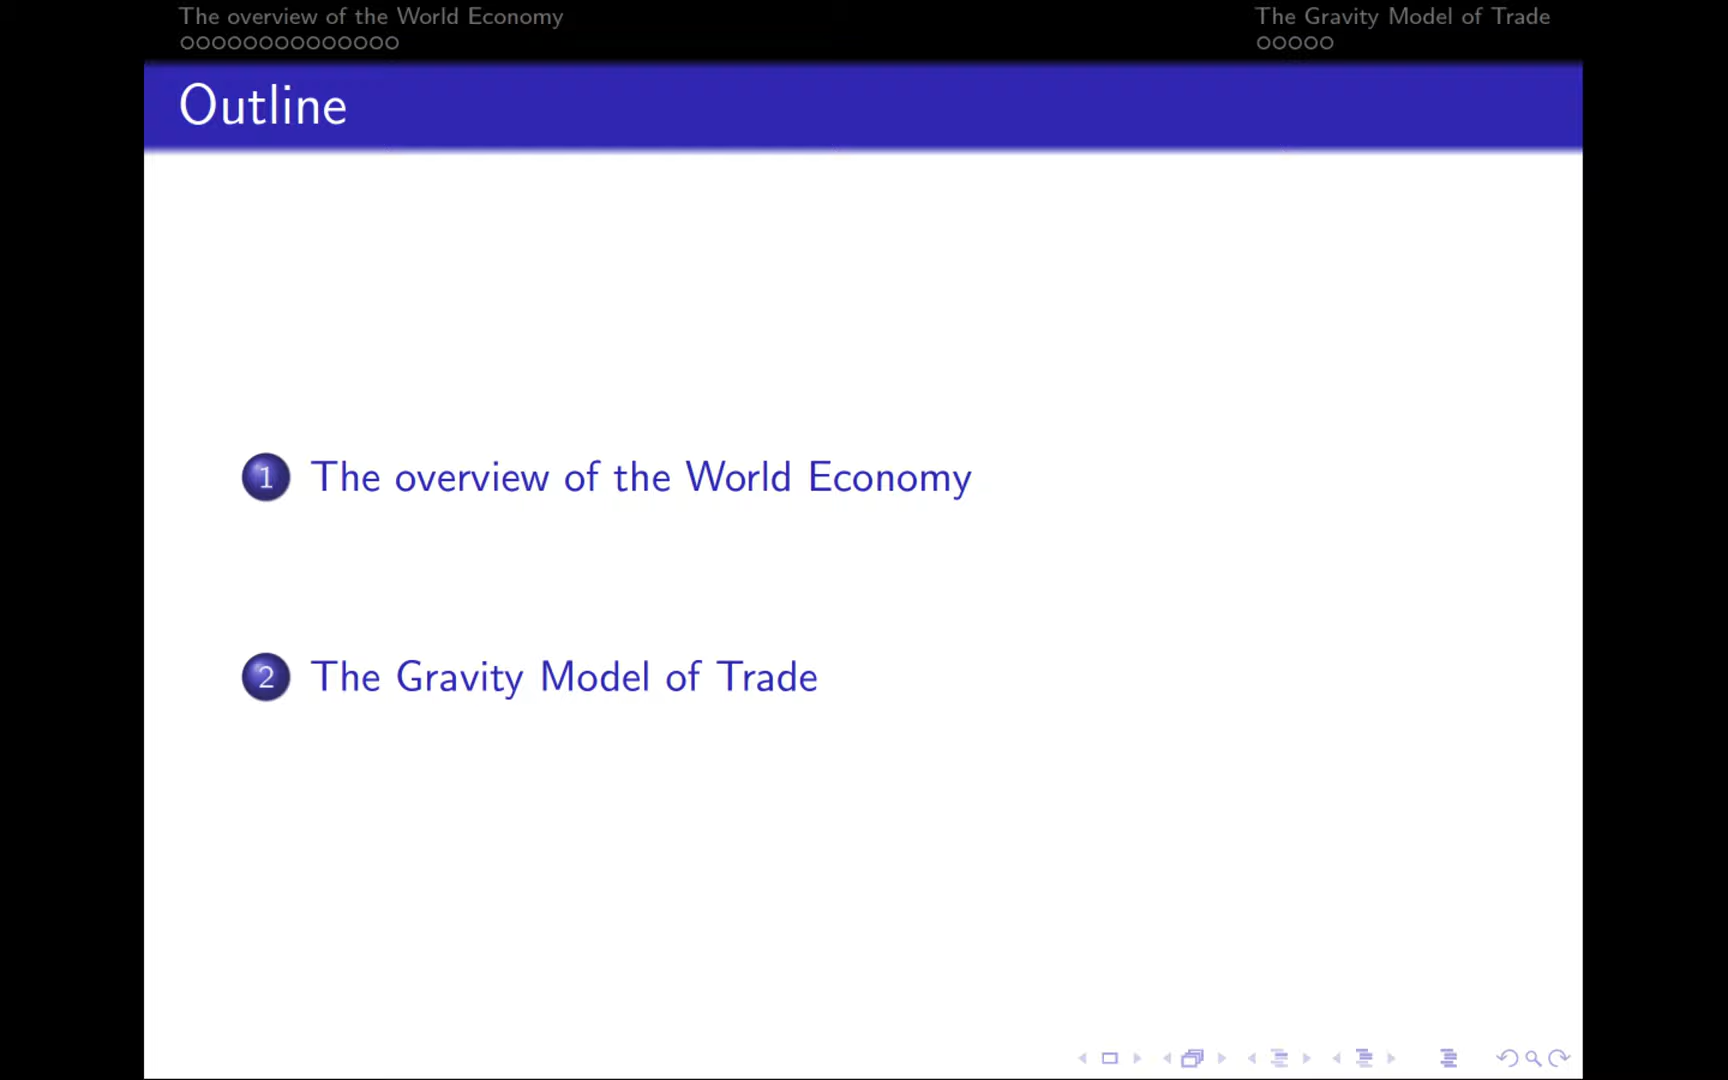 The overview of the World Economy
The Gravity Model of Trade
Outline
1 The overview of the World Economy
2 The Gravity Model of Trade